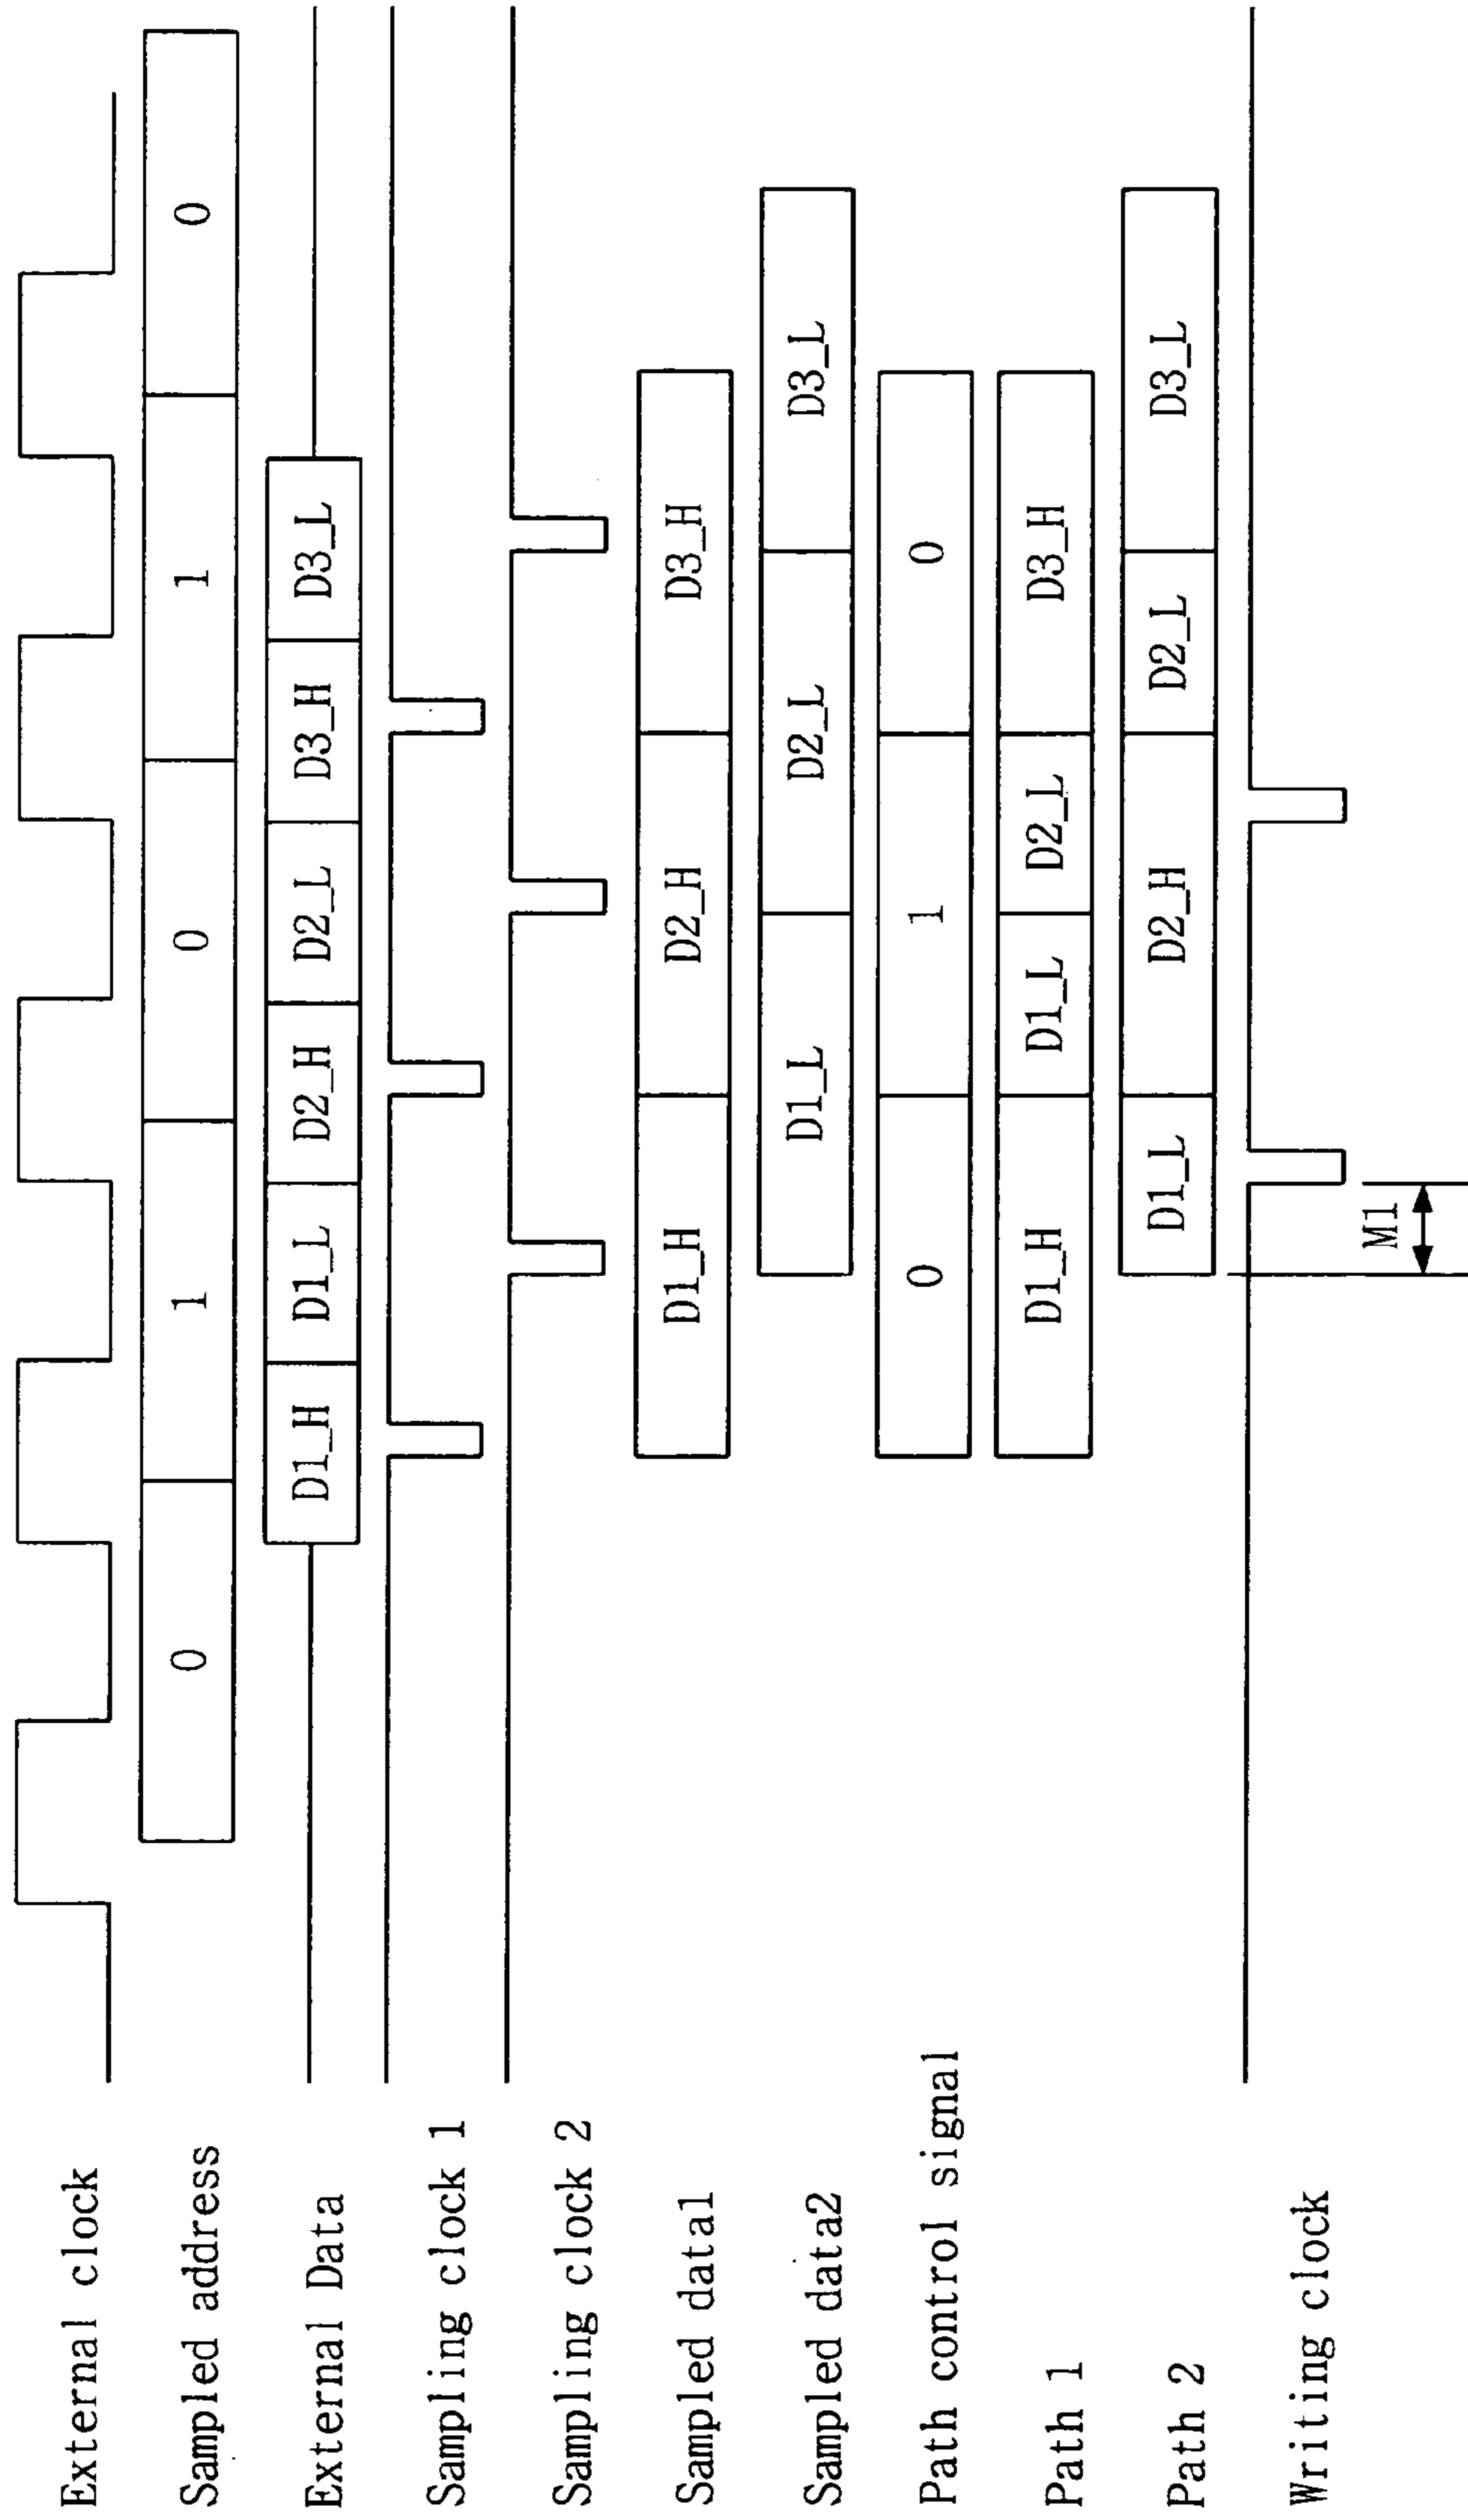 External clock
Sampled address 0 1 0 1 0
External Data D1_H D1_L D2_H D2_L D3_H D3_L
Sampling clock 1
Sampling clock 2
Sampled data1 D1_H D2_H D3_H
Sampled data2 D1_L D2_L D3_L
Path control signal 0 1 0
Path 1 D1_H D1_L D2_L D3_H
Path 2 D1_L D2_H D2_L D3_L
Writing clock
M1